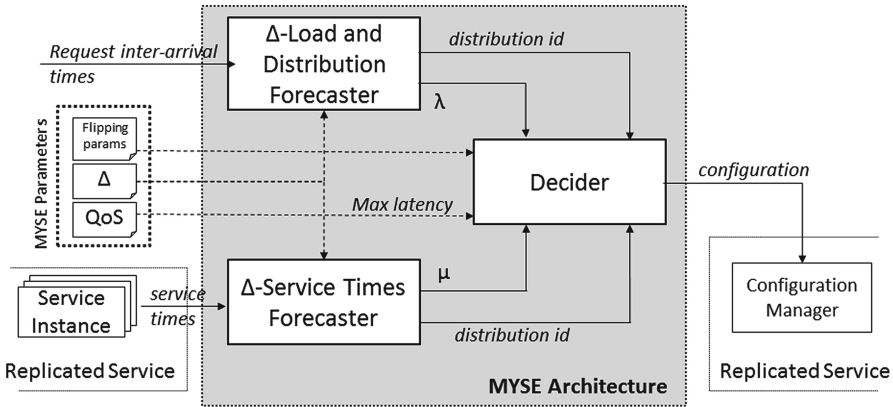 Request inter-arrival
times
Δ-Load and
Distribution
Forecaster
distribution id
λ
MYSE Parameters
Flipping
params
Δ
QoS
Max latency
Decider
configuration
Service
Instance
service
times
Δ-Service Times
Forecaster
μ
distribution id
Configuration
Manager
Replicated Service
MYSE Architecture
Replicated Service